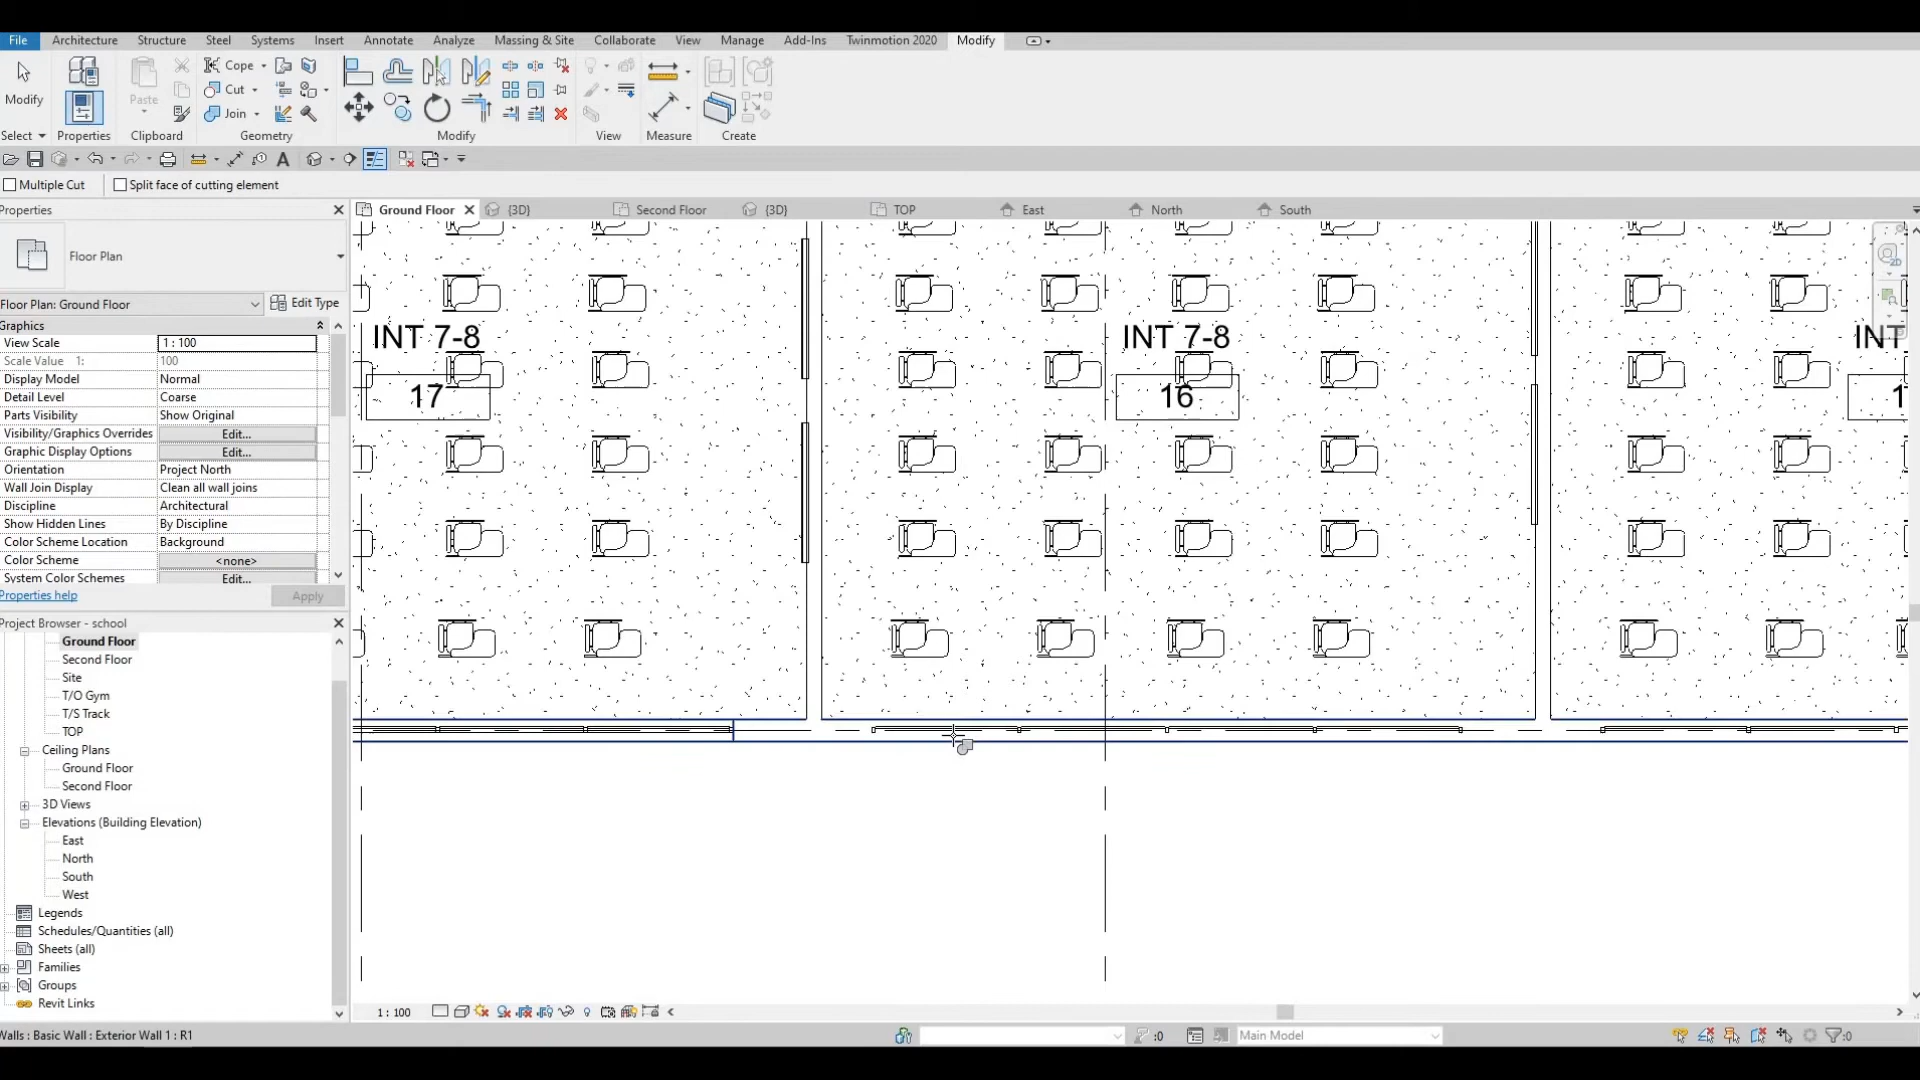 File Architecture Structure Steel Systems Insert Annotate Analyze Massing & Site Collaborate View Manage Add-Ins Twinmotion 2020 Modify
Cope
Cut
Join
Modify Paste
Select Properties Clipboard Geometry Modify View Measure Create
Multiple Cut Split face of cutting element
Properties Ground Floor {3D} Second Floor {3D} TOP East North South
Floor Plan
Floor Plan: Ground Floor Edit Type
Graphics
View Scale 1 : 100
Scale Value 1: 100
Display Model Normal
Detail Level Coarse
Parts Visibility Show Original
Visibility/Graphics Overrides Edit...
Graphic Display Options Edit...
Orientation Project North
Wall Join Display Clean all wall joins
Discipline Architectural
Show Hidden Lines By Discipline
Color Scheme Location Background
Color Scheme <none>
System Color Schemes Edit...
Properties help Apply
Project Browser - school
Ground Floor
Second Floor
Site
T/O Gym
T/S Track
TOP
Ceiling Plans
Ground Floor
Second Floor
3D Views
Elevations (Building Elevation)
East
North
South
West
Legends
Schedules/Quantities (all)
Sheets (all)
Families
Groups
Revit Links
INT 7-8 INT 7-8 INT
17 16 1
2D
1 : 100
Walls : Basic Wall : Exterior Wall 1 : R1 :0 Main Model :0